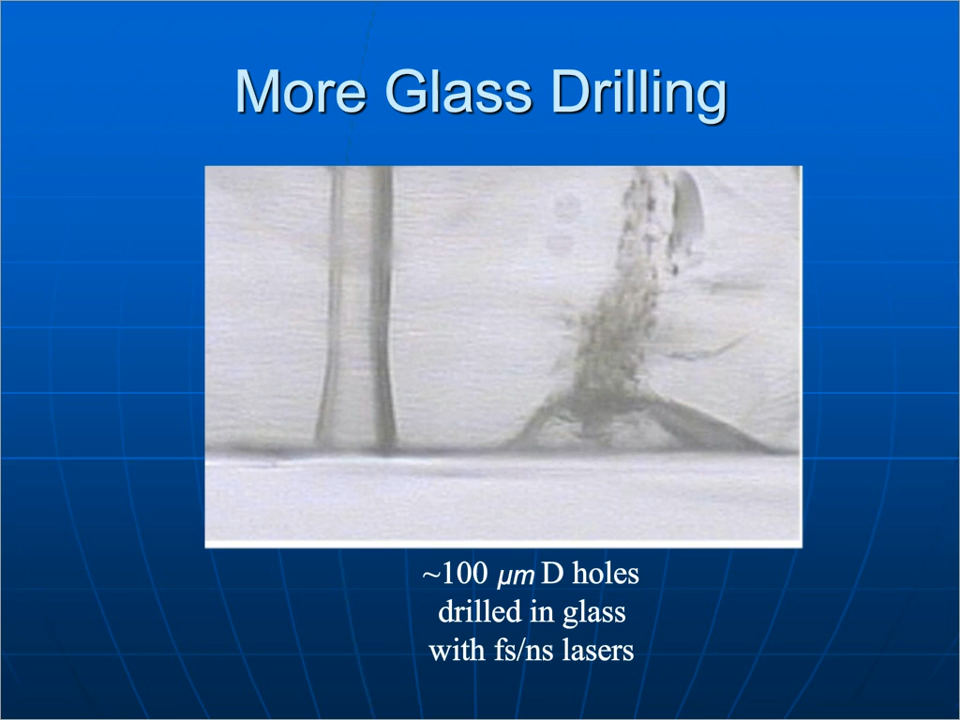 More Glass Drilling
~100 µm D holes
drilled in glass
with fs/ns lasers